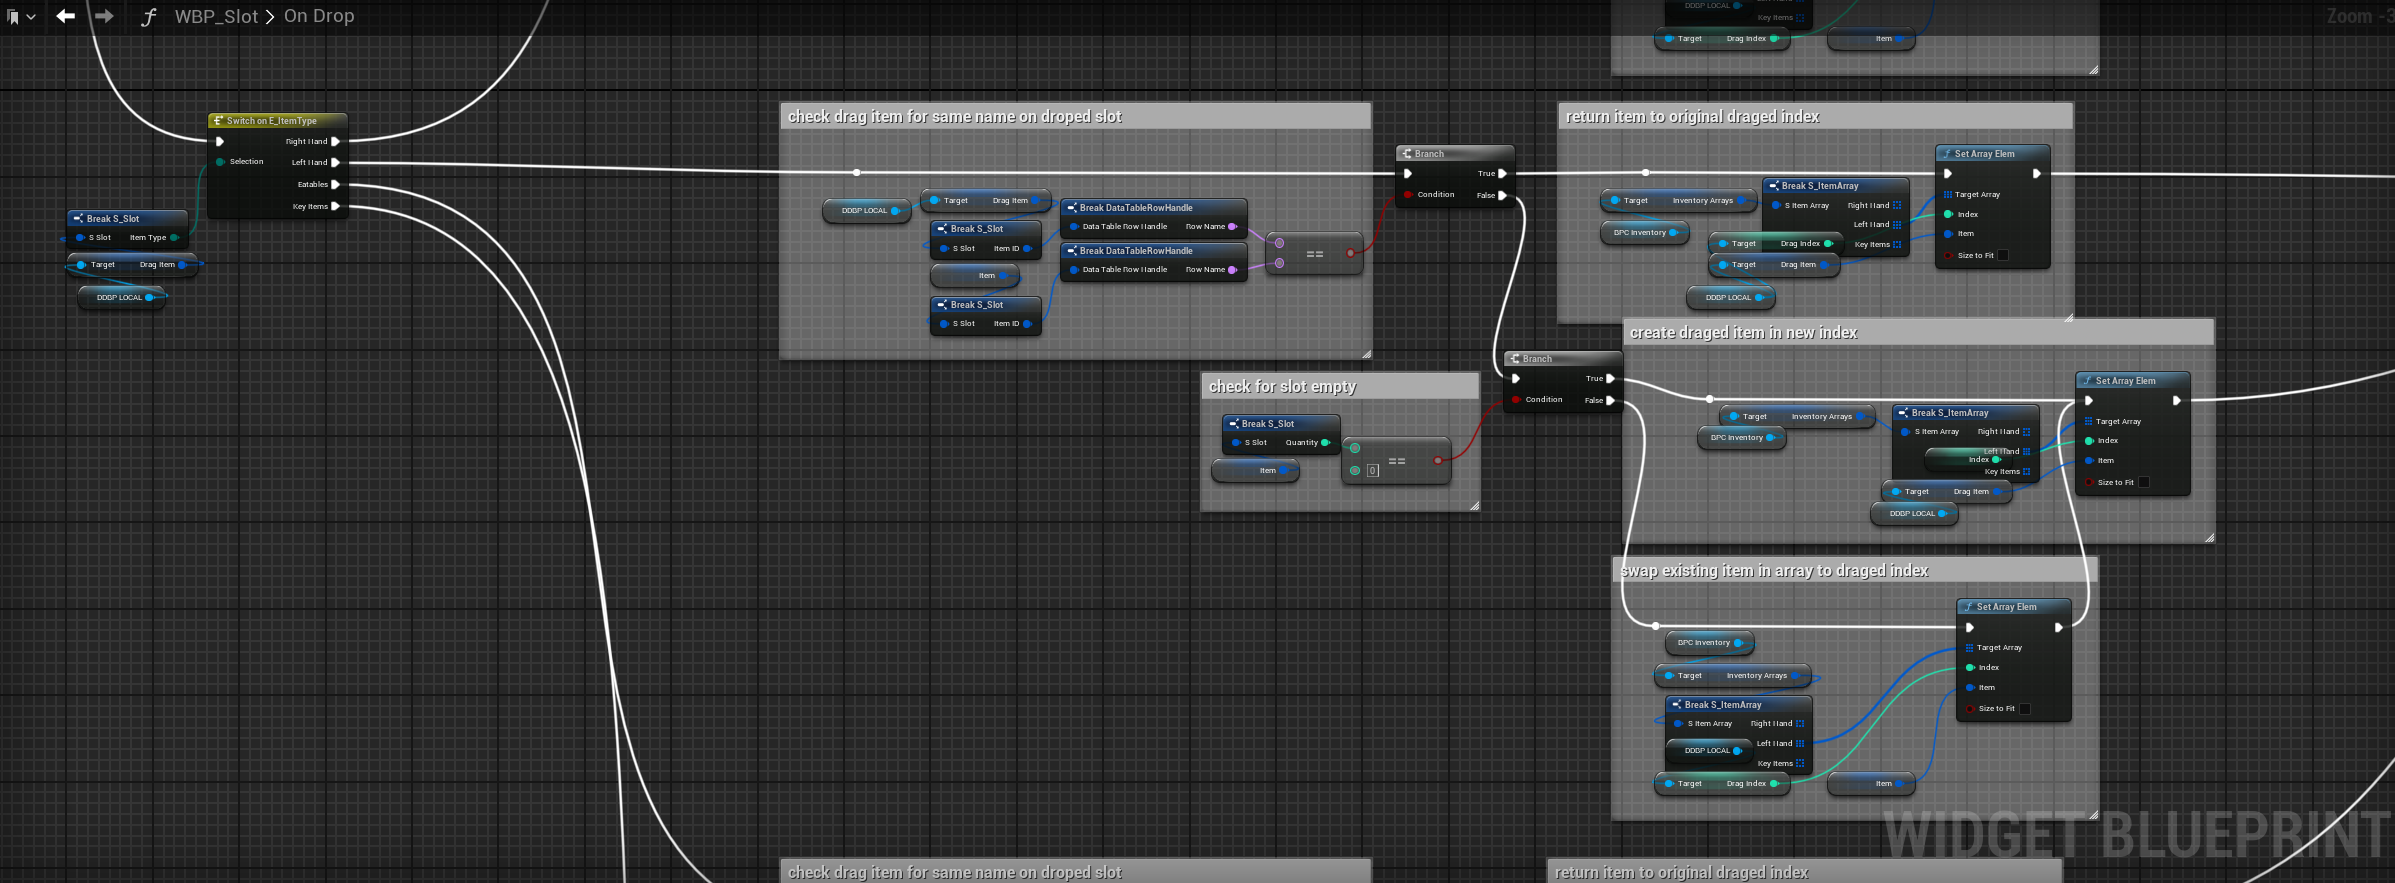 WBP_Slot > On Drop
Zoom -3
DDBP LOCAL
Key Items
Target Drag Index
Item
Switch on E_ItemType
Right Hand
Selection
Left Hand
Eatables
Key Items
Break S_Slot
S Slot Item Type
Target Drag Item
DDBP LOCAL
check drag item for same name on droped slot
DDBP LOCAL
Target Drag Item
Break S_Slot
S Slot Item ID
Item
Break S_Slot
S Slot Item ID
Break DataTableRowHandle
Data Table Row Handle Row Name
Break DataTableRowHandle
Data Table Row Handle Row Name
==
Branch
True
Condition
False
return item to original draged index
Target Inventory Arrays
BPC Inventory
Break S_ItemArray
S Item Array Right Hand
Left Hand
Key Items
Target Drag Index
Target Drag Item
DDBP LOCAL
Set Array Elem
Target Array
Index
Item
Size to Fit
check for slot empty
Break S_Slot
S Slot Quantity
Item
0
==
Branch
True
Condition
False
create draged item in new index
Target Inventory Arrays
BPC Inventory
Break S_ItemArray
S Item Array Right Hand
Left Hand
Index
Key Items
Target Drag Item
DDBP LOCAL
Set Array Elem
Target Array
Index
Item
Size to Fit
swap existing item in array to draged index
BPC Inventory
Target Inventory Arrays
Break S_ItemArray
S Item Array Right Hand
Left Hand
DDBP LOCAL
Key Items
Target Drag Index
Item
Set Array Elem
Target Array
Index
Item
Size to Fit
WIDGET BLUEPRINT
check drag item for same name on droped slot
return item to original draged index